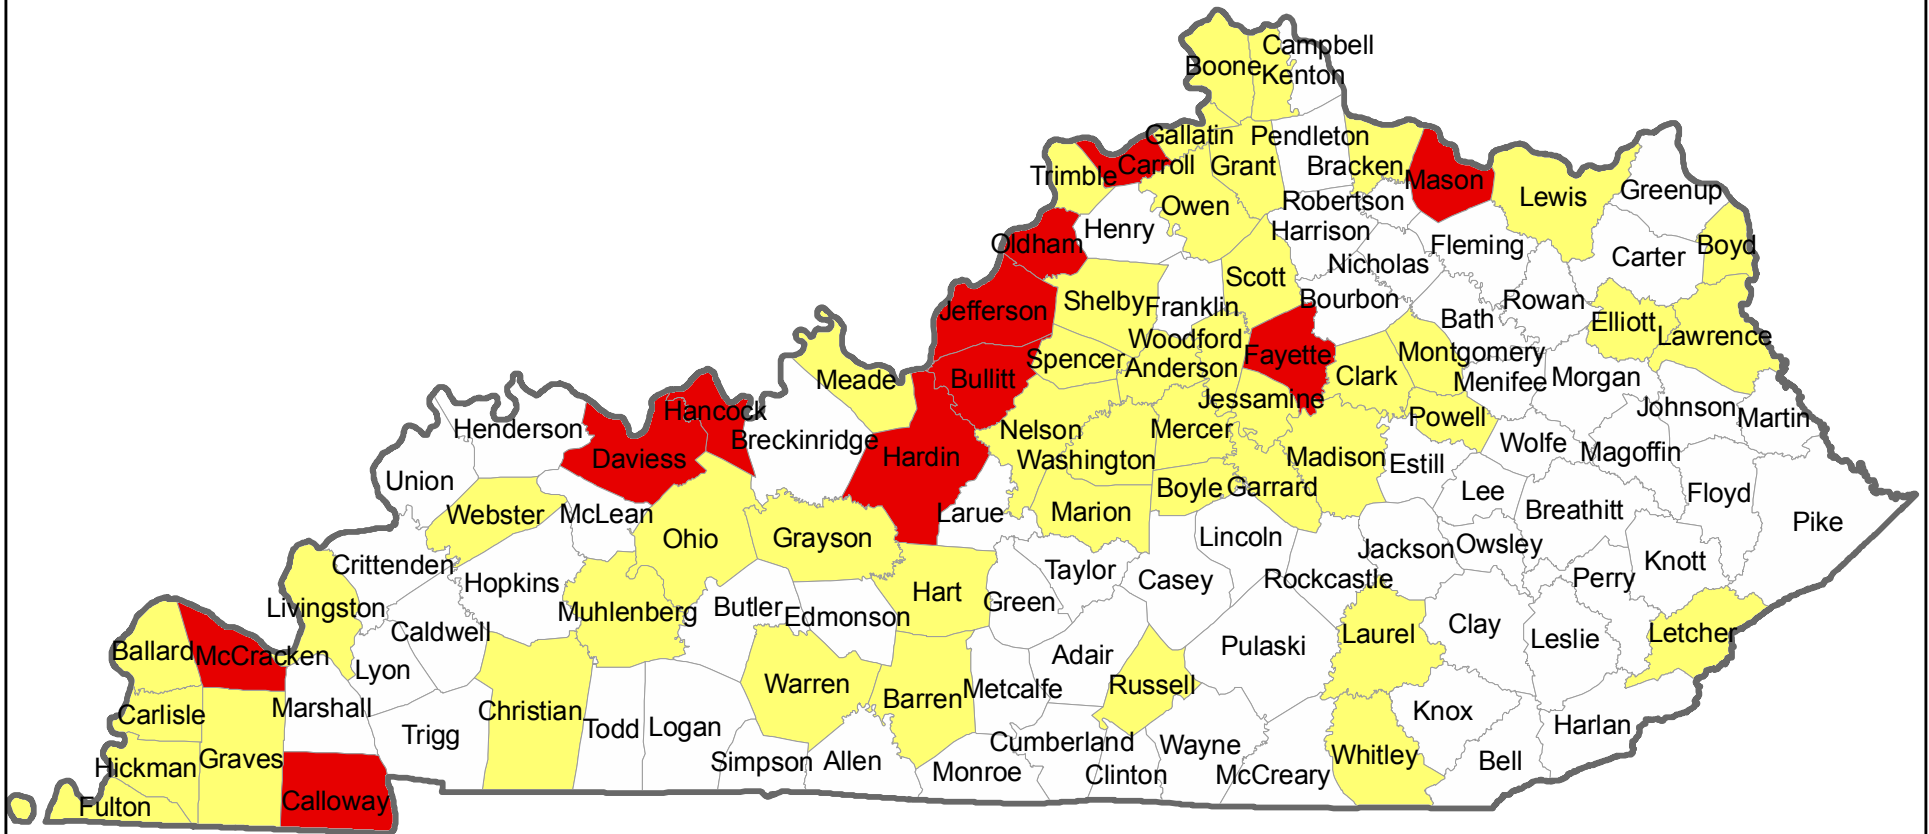 Campbell
Boone
Kenton
Gallatin
Pendleton
Carroll
Grant
Bracken
Trimble
Mason
Lewis
Greenup
Owen
Robertson
Henry
Harrison
Oldham
Fleming
Boyd
Carter
Nicholas
Scott
Shelby
Franklin
Bourbon
Rowan
Jefferson
Bath
Elliott
Lawrence
Woodford
Spencer
Anderson
Fayette
Montgomery
Clark
Menifee
Morgan
Meade
Bullitt
Jessamine
Johnson
Martin
Hancock
Powell
Henderson
Breckinridge
Nelson
Mercer
Wolfe
Magoffin
Daviess
Hardin
Washington
Madison
Estill
Union
Boyle
Garrard
Lee
Floyd
Webster
McLean
Larue
Marion
Breathitt
Pike
Ohio
Grayson
Lincoln
Jackson
Owsley
Crittenden
Hopkins
Taylor
Casey
Rockcastle
Perry
Knott
Livingston
Muhlenberg
Butler
Edmonson
Hart
Green
Caldwell
Laurel
Clay
Leslie
Letcher
Ballard
McCracken
Lyon
Adair
Pulaski
Warren
Barren
Metcalfe
Russell
Carlisle
Marshall
Christian
Todd
Logan
Trigg
Knox
Harlan
Hickman
Graves
Simpson
Allen
Cumberland
Wayne
Whitley
Bell
Monroe
Clinton
McCreary
Fulton
Calloway